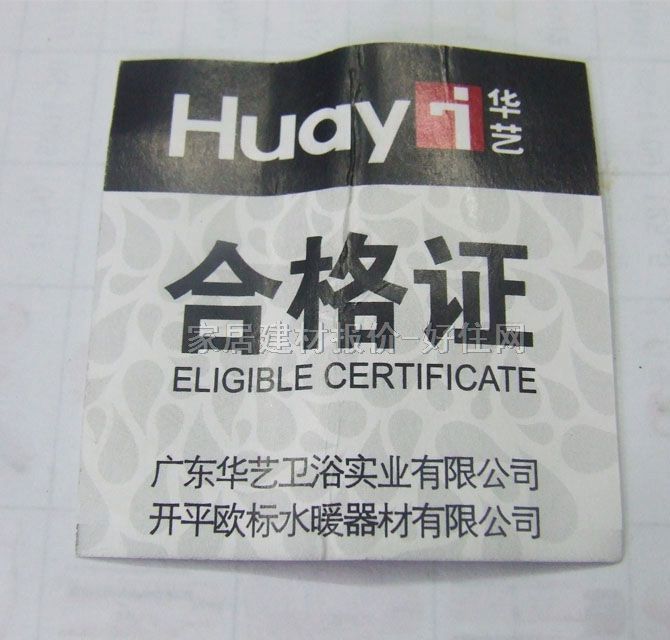 Huayi 华艺
合格证
家居建材报价-好住网
ELIGIBLE CERTIFICATE
广东华艺卫浴实业有限公司
开平欧标水暖器材有限公司